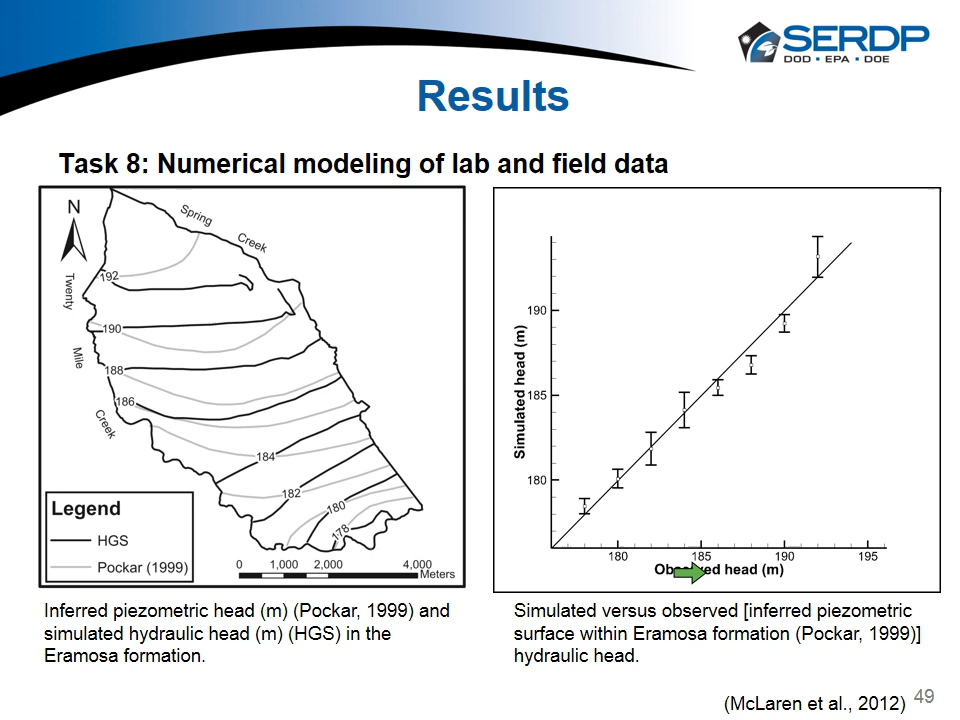 SERDP
DOD • EPA • DOE
Results
Task 8: Numerical modeling of lab and field data
N
Spring
Creek
Twenty
Mile
Creek
192
190
188
186
184
182
180
178
Legend
HGS
Pockar (1999)
0 1,000 2,000 4,000
Meters
Simulated head (m)
190
185
180
180 185 190 195
Observed head (m)
Inferred piezometric head (m) (Pockar, 1999) and
simulated hydraulic head (m) (HGS) in the
Eramosa formation.
Simulated versus observed [inferred piezometric
surface within Eramosa formation (Pockar, 1999)]
hydraulic head.
(McLaren et al., 2012)
49